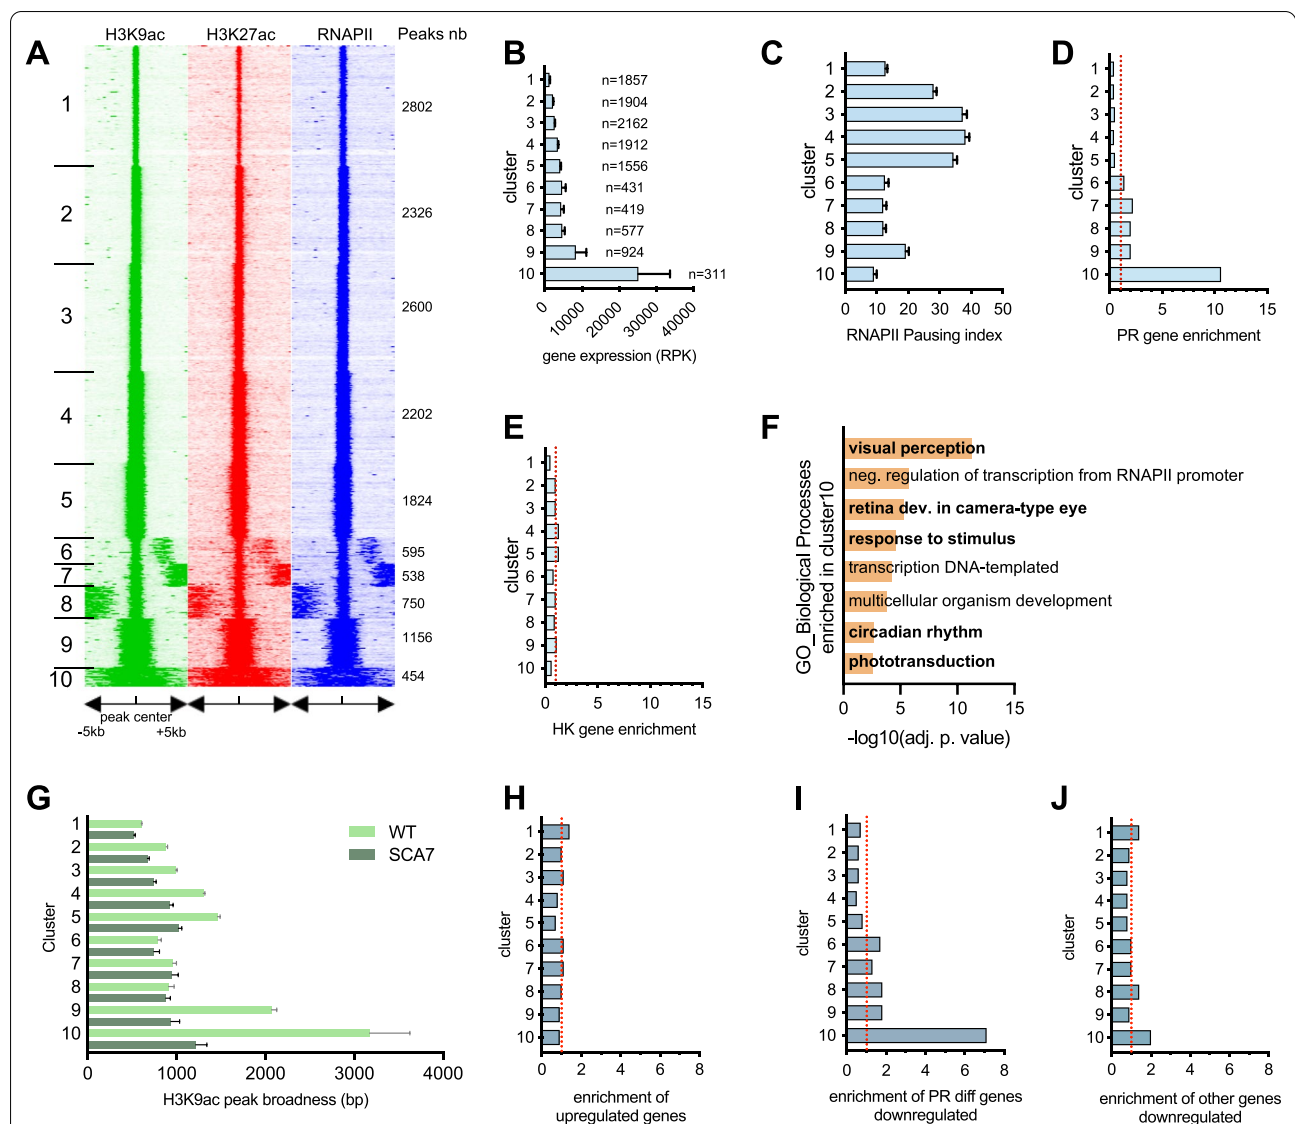 A
H3K9ac H3K27ac RNAPII Peaks nb
1 2802
2 2326
3 2600
4 2202
5 1824
6 595
7 538
8 750
9 1156
10 454
peak center
-5kb +5kb
B
cluster
1 n=1857
2 n=1904
3 n=2162
4 n=1912
5 n=1556
6 n=431
7 n=419
8 n=577
9 n=924
10 n=311
0 10000 20000 30000 40000
gene expression (RPK)
C
cluster
1
2
3
4
5
6
7
8
9
10
0 10 20 30 40 50
RNAPII Pausing index
D
cluster
1
2
3
4
5
6
7
8
9
10
0 5 10 15
PR gene enrichment
E
cluster
1
2
3
4
5
6
7
8
9
10
0 5 10 15
HK gene enrichment
F
GO_Biological Processes
enriched in cluster10
visual perception
neg. regulation of transcription from RNAPII promoter
retina dev. in camera-type eye
response to stimulus
transcription DNA-templated
multicellular organism development
circadian rhythm
phototransduction
0 5 10 15
-log10(adj. p. value)
G
Cluster
1
2
3
4
5
6
7
8
9
10
WT
SCA7
0 1000 2000 3000 4000
H3K9ac peak broadness (bp)
H
cluster
1
2
3
4
5
6
7
8
9
10
0 2 4 6 8
enrichment of
upregulated genes
I
cluster
1
2
3
4
5
6
7
8
9
10
0 2 4 6 8
enrichment of PR diff genes
downregulated
J
cluster
1
2
3
4
5
6
7
8
9
10
0 2 4 6 8
enrichment of other genes
downregulated